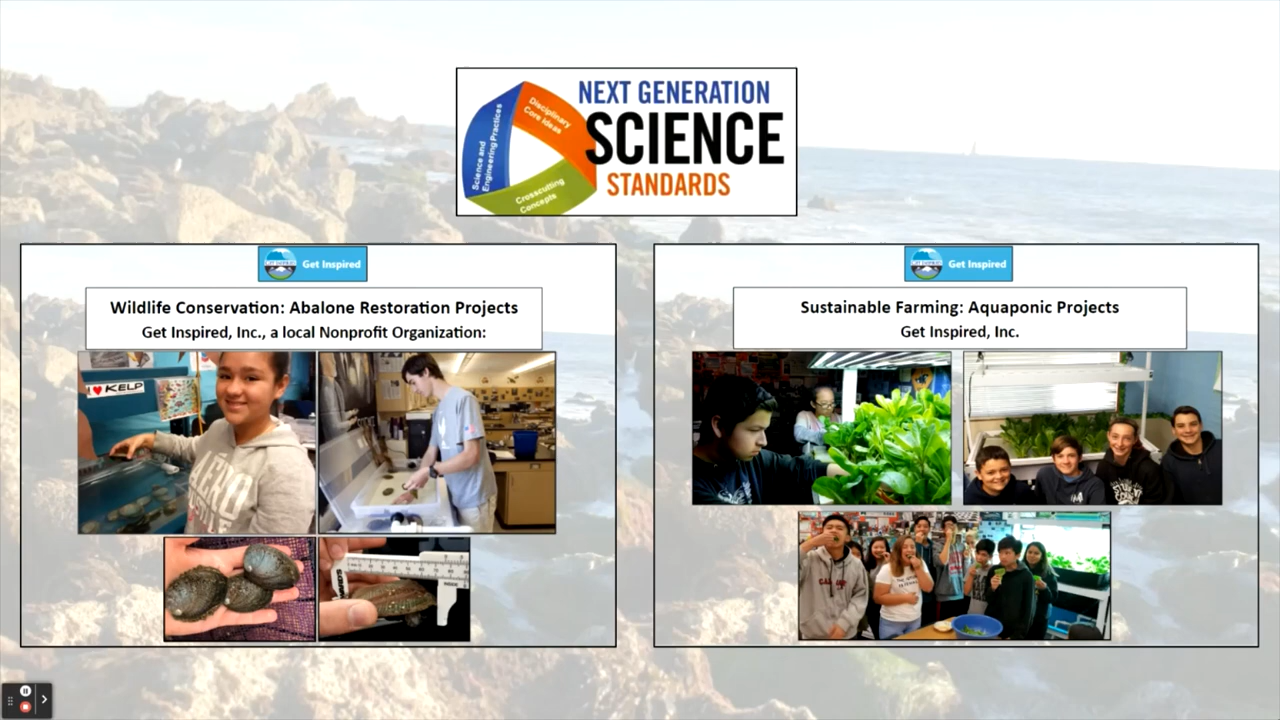 NEXT GENERATION
SCIENCE
STANDARDS
Science and
Engineering Practices
Disciplinary
Core Ideas
Crosscutting
Concepts
Get Inspired
Wildlife Conservation: Abalone Restoration Projects
Get Inspired, Inc., a local Nonprofit Organization:
I ♥ KELP
Get Inspired
Sustainable Farming: Aquaponic Projects
Get Inspired, Inc.